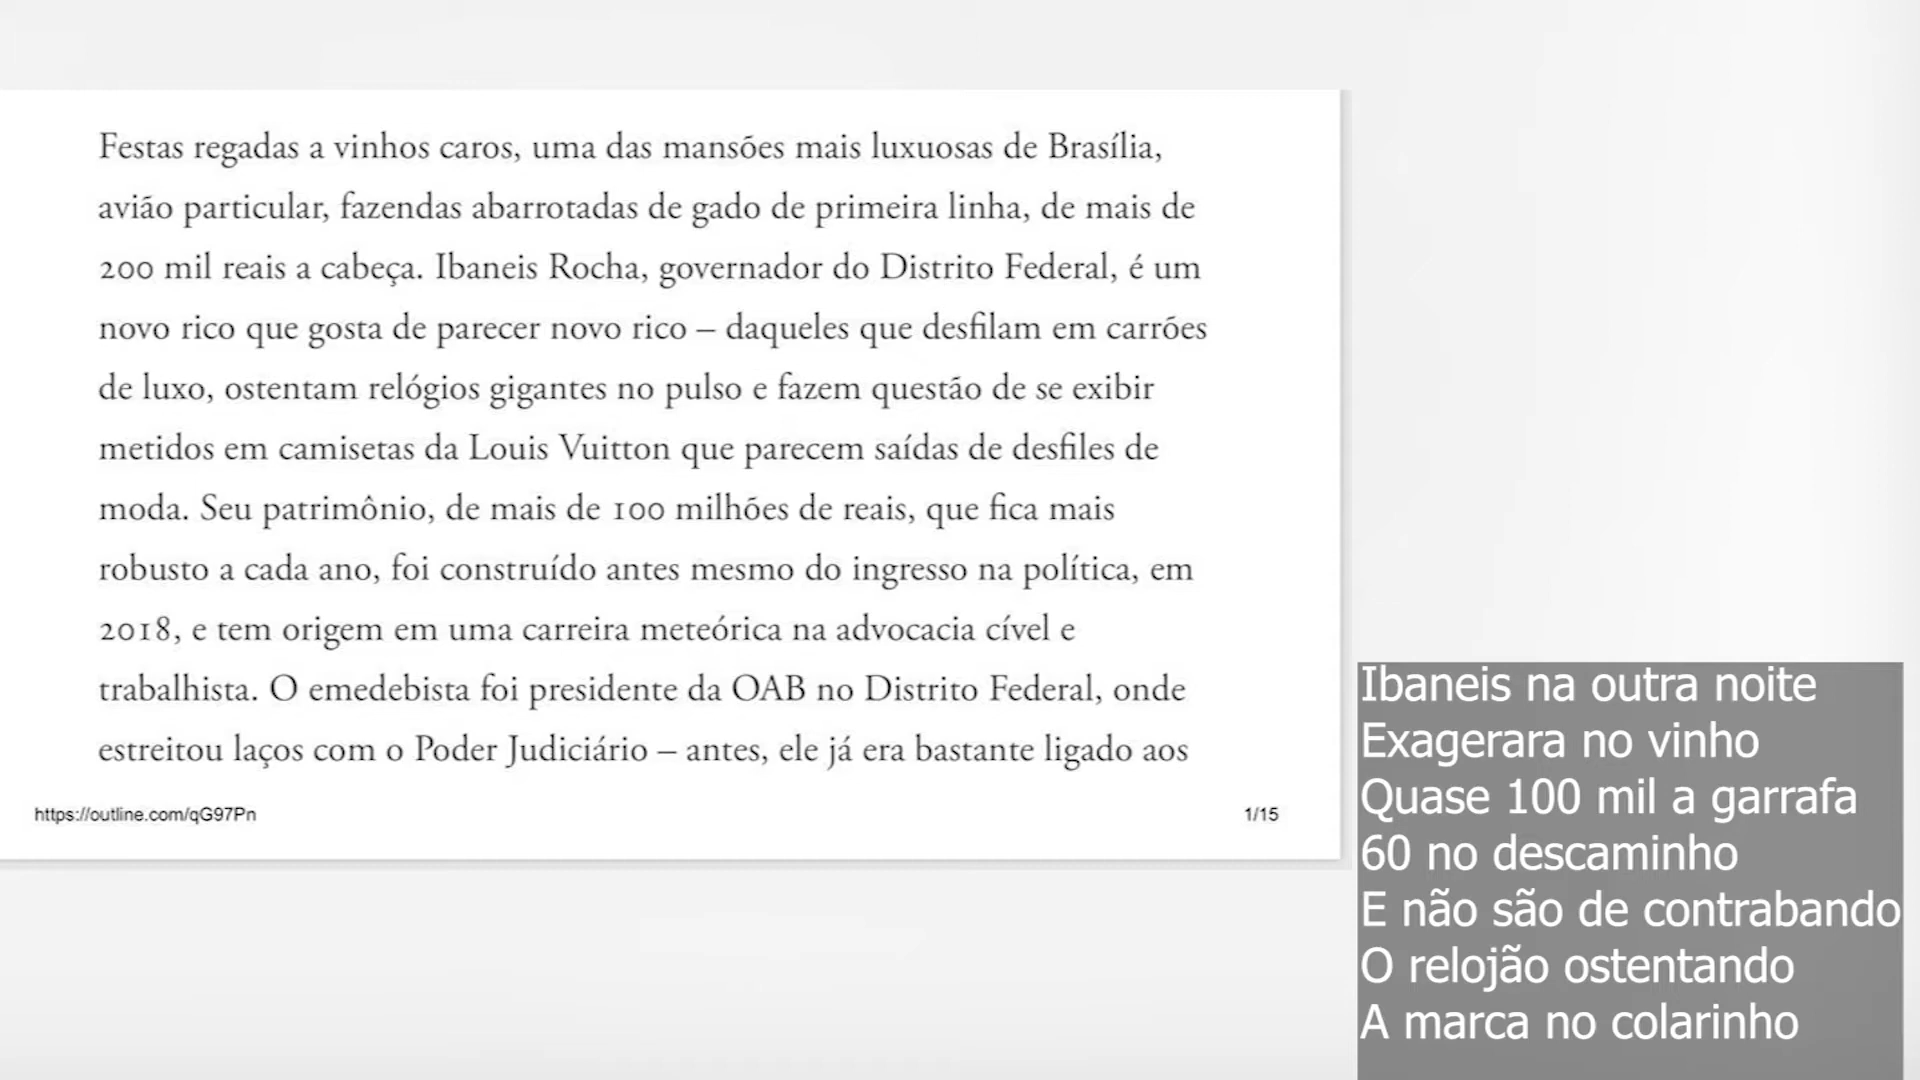 Festas regadas a vinhos caros, uma das mansões mais luxuosas de Brasília,
avião particular, fazendas abarrotadas de gado de primeira linha, de mais de
200 mil reais a cabeça. Ibaneis Rocha, governador do Distrito Federal, é um
novo rico que gosta de parecer novo rico – daqueles que desfilam em carrões
de luxo, ostentam relógios gigantes no pulso e fazem questão de se exibir
metidos em camisetas da Louis Vuitton que parecem saídas de desfiles de
moda. Seu patrimônio, de mais de 100 milhões de reais, que fica mais
robusto a cada ano, foi construído antes mesmo do ingresso na política, em
2018, e tem origem em uma carreira meteórica na advocacia cível e
trabalhista. O emedebista foi presidente da OAB no Distrito Federal, onde
estreitou laços com o Poder Judiciário – antes, ele já era bastante ligado aos
https://outline.com/qG97Pn
1/15
Ibaneis na outra noite
Exagerara no vinho
Quase 100 mil a garrafa
60 no descaminho
E não são de contrabando
O relojão ostentando
A marca no colarinho